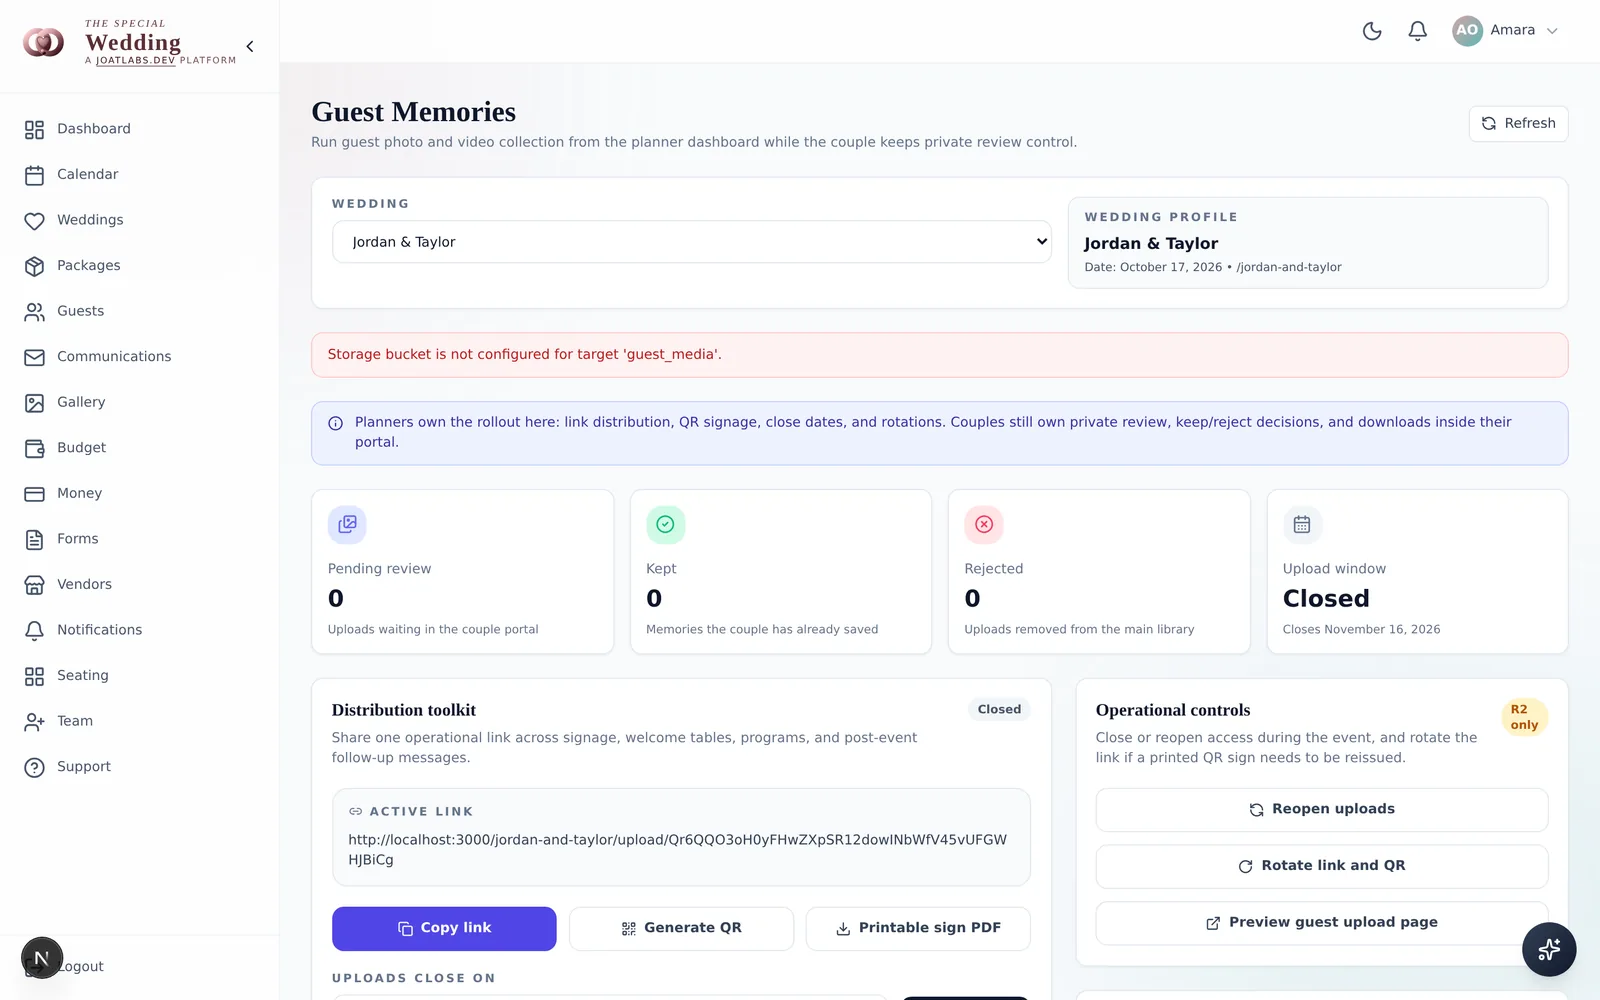 THE SPECIAL
Wedding
A JOATLABS.DEV PLATFORM
AO Amara
Dashboard
Calendar
Weddings
Packages
Guests
Communications
Gallery
Budget
Money
Forms
Vendors
Notifications
Seating
Team
Support
N
Logout
Guest Memories
Run guest photo and video collection from the planner dashboard while the couple keeps private review control.
Refresh
WEDDING
Jordan & Taylor
WEDDING PROFILE
Jordan & Taylor
Date: October 17, 2026 • /jordan-and-taylor
Storage bucket is not configured for target 'guest_media'.
Planners own the rollout here: link distribution, QR signage, close dates, and rotations. Couples still own private review, keep/reject decisions, and downloads inside their
portal.
Pending review
0
Uploads waiting in the couple portal
Kept
0
Memories the couple has already saved
Rejected
0
Uploads removed from the main library
Upload window
Closed
Closes November 16, 2026
Distribution toolkit
Closed
Share one operational link across signage, welcome tables, programs, and post-event
follow-up messages.
ACTIVE LINK
http://localhost:3000/jordan-and-taylor/upload/Qr6QQO3oH0yFHwZXpSR12dowINbWfV45vUFGW
HJBiCg
Copy link
Generate QR
Printable sign PDF
UPLOADS CLOSE ON
Operational controls
R2
only
Close or reopen access during the event, and rotate the
link if a printed QR sign needs to be reissued.
Reopen uploads
Rotate link and QR
Preview guest upload page